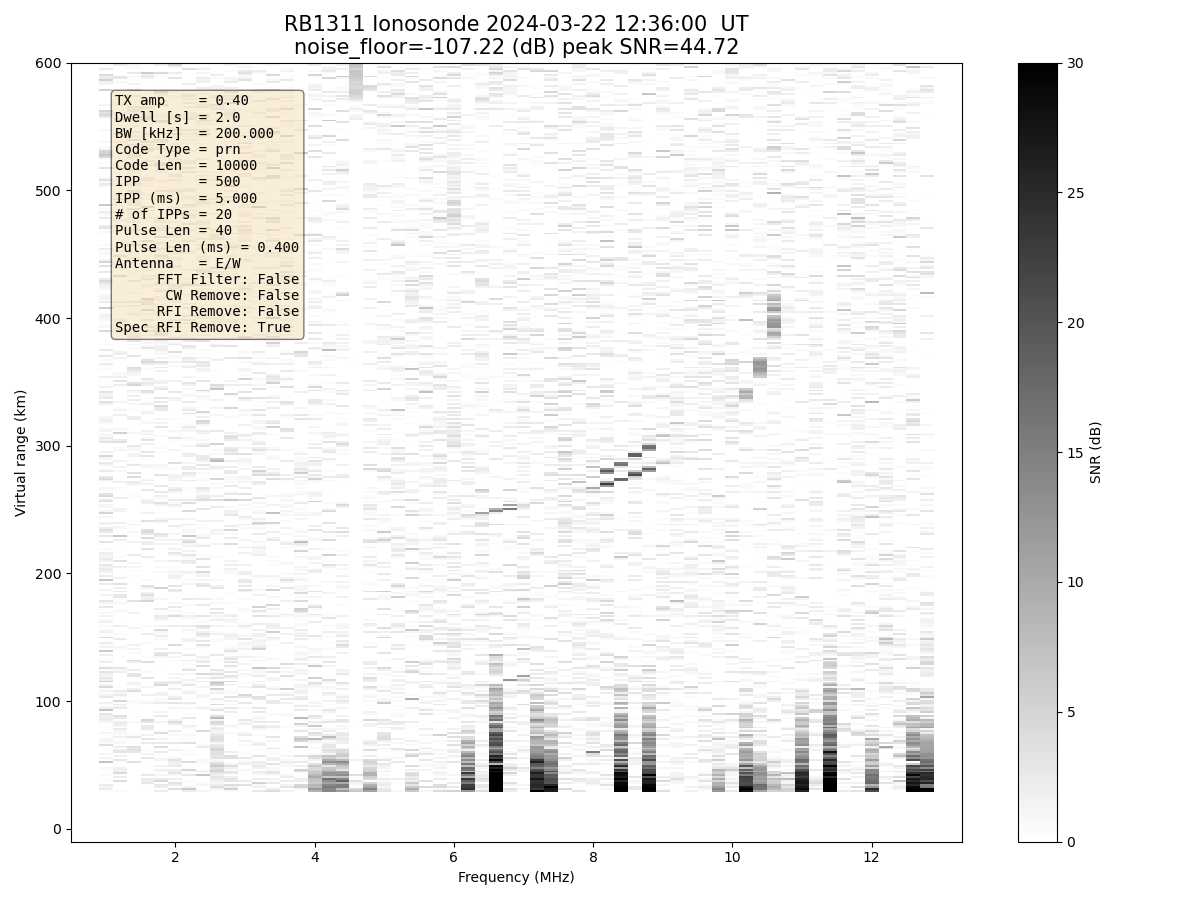 RB1311 Ionosonde 2024-03-22 12:36:00 UT
noise_floor=-107.22 (dB) peak SNR=44.72
TX amp = 0.40
Dwell [s] = 2.0
BW [kHz] = 200.000
Code Type = prn
Code Len = 10000
IPP = 500
IPP (ms) = 5.000
# of IPPs = 20
Pulse Len = 40
Pulse Len (ms) = 0.400
Antenna = E/W
FFT Filter: False
CW Remove: False
RFI Remove: False
Spec RFI Remove: True
Virtual range (km)
600
500
400
300
200
100
0
2 4 6 8 10 12
Frequency (MHz)
30
25
20
15
10
5
0
SNR (dB)